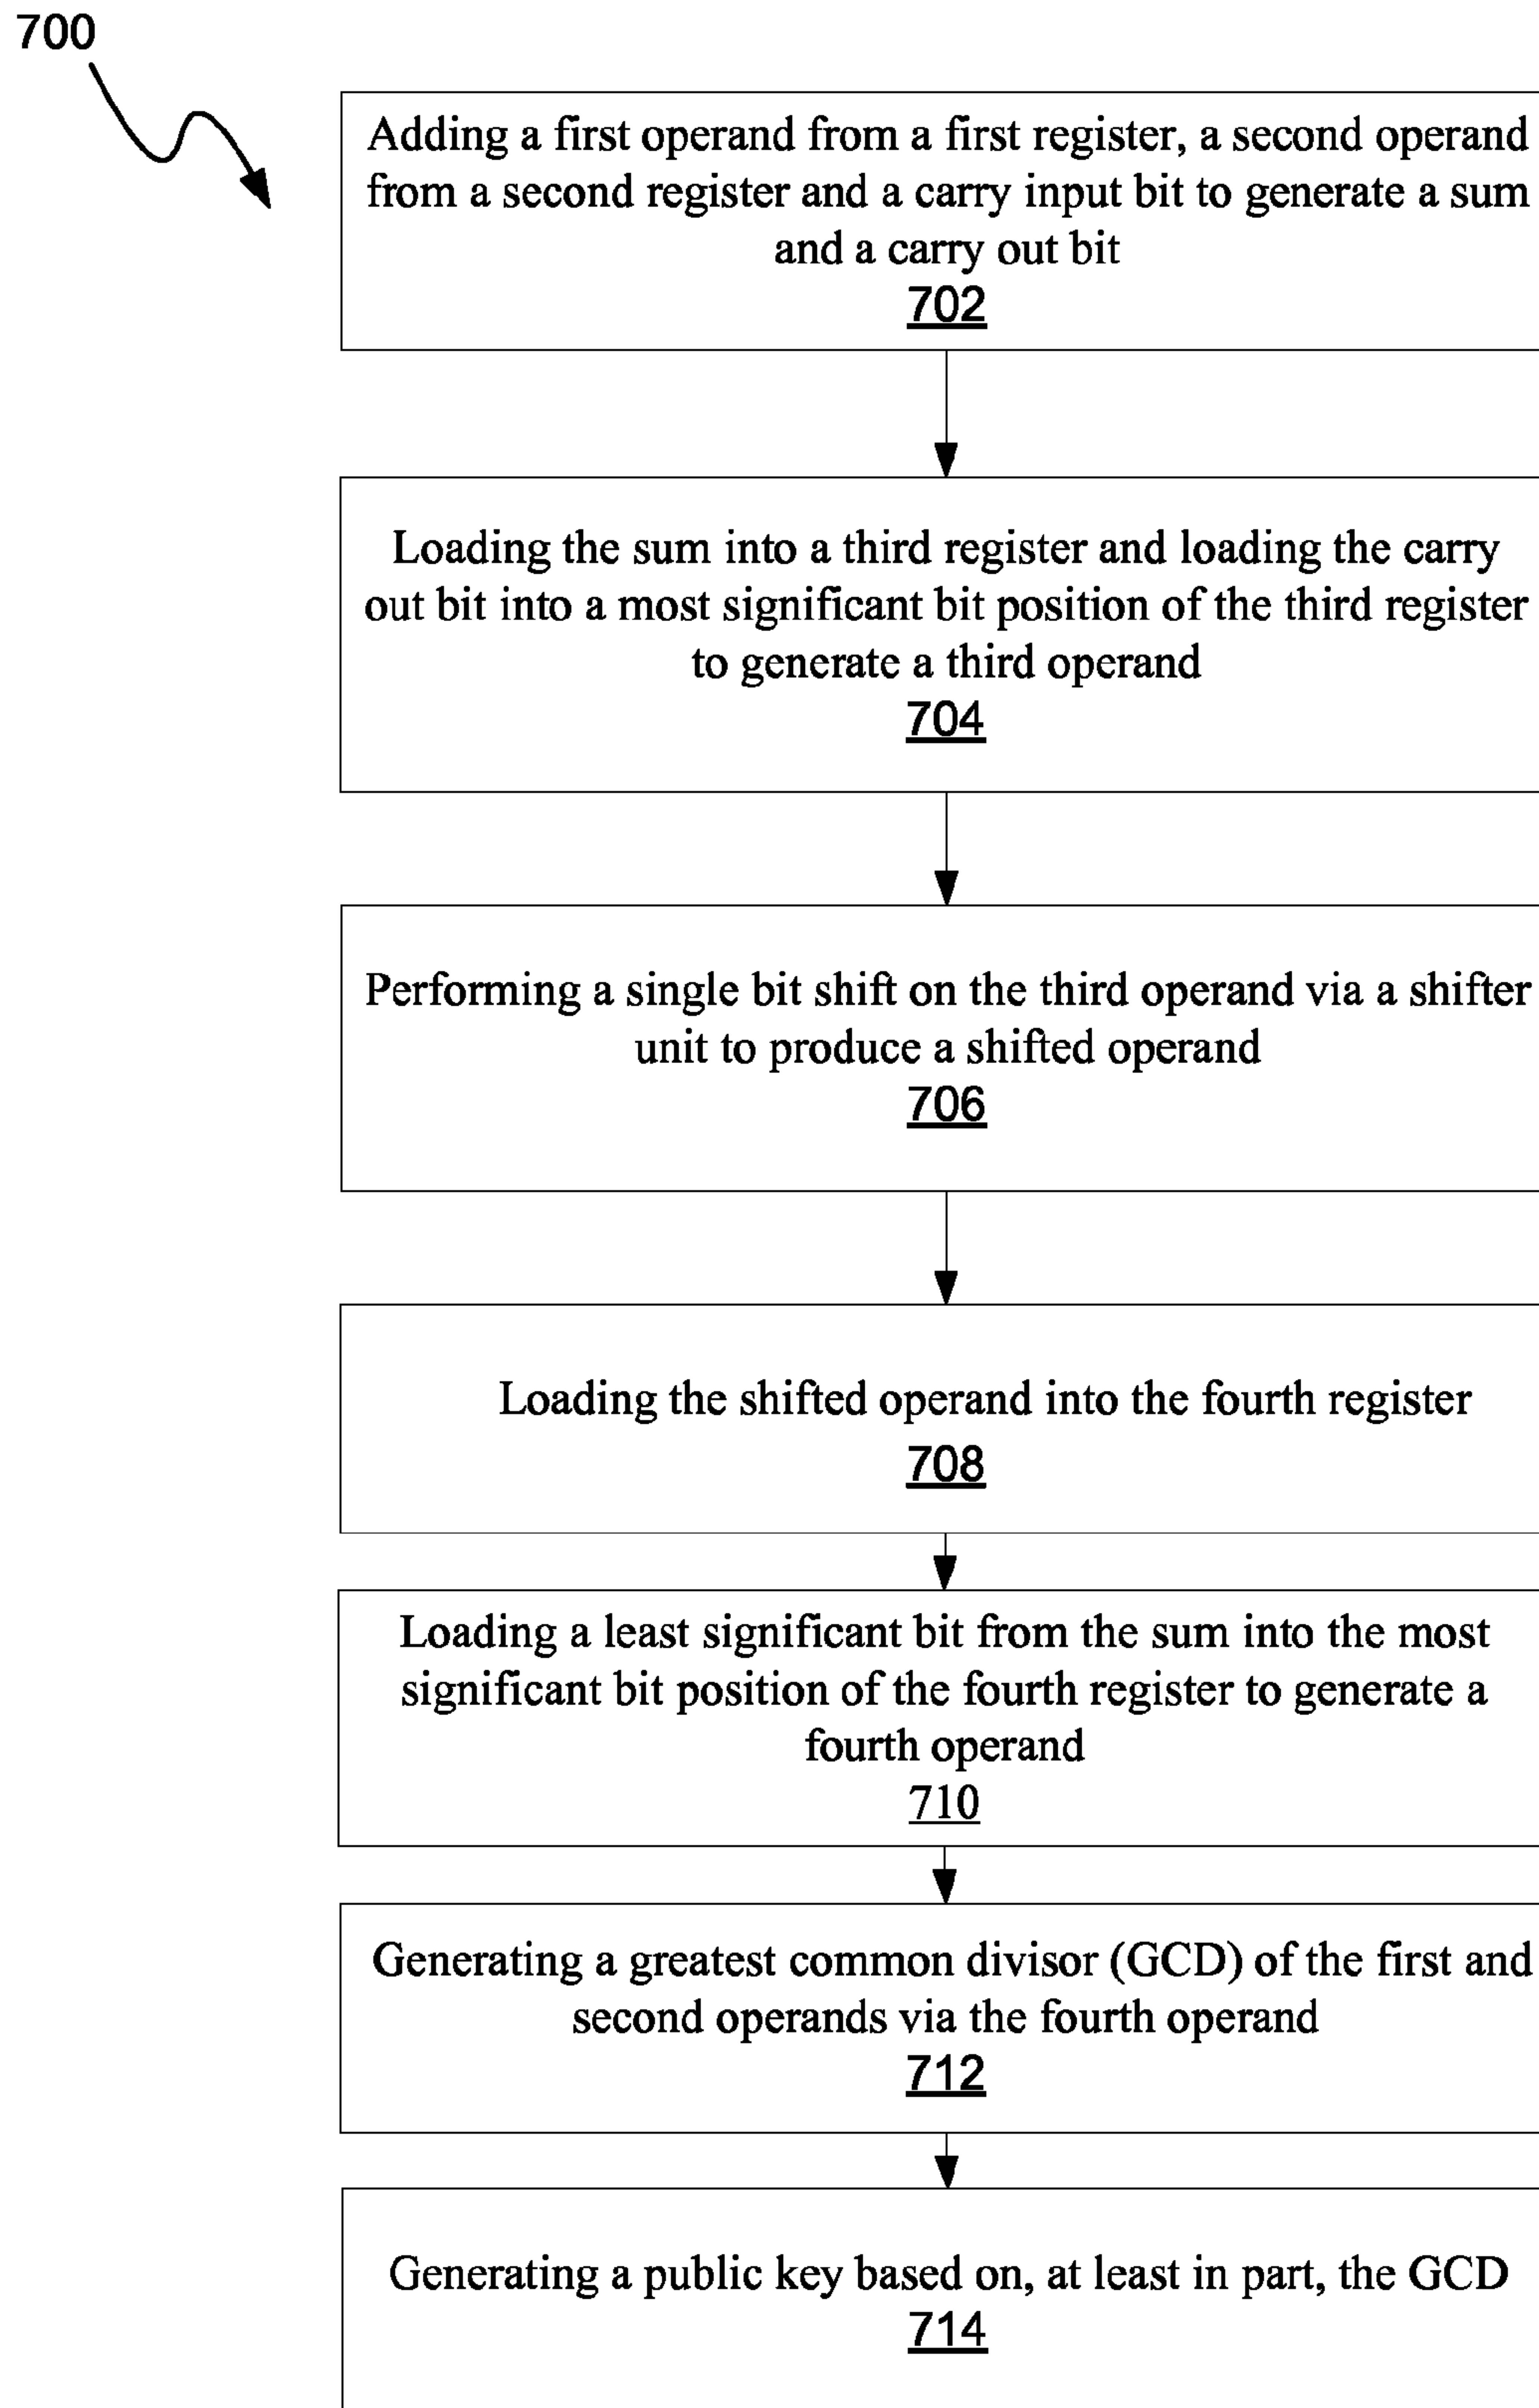 700
Adding a first operand from a first register, a second operand
from a second register and a carry input bit to generate a sum
and a carry out bit
702
Loading the sum into a third register and loading the carry
out bit into a most significant bit position of the third register
to generate a third operand
704
Performing a single bit shift on the third operand via a shifter
unit to produce a shifted operand
706
Loading the shifted operand into the fourth register
708
Loading a least significant bit from the sum into the most
significant bit position of the fourth register to generate a
fourth operand
710
Generating a greatest common divisor (GCD) of the first and
second operands via the fourth operand
712
Generating a public key based on, at least in part, the GCD
714